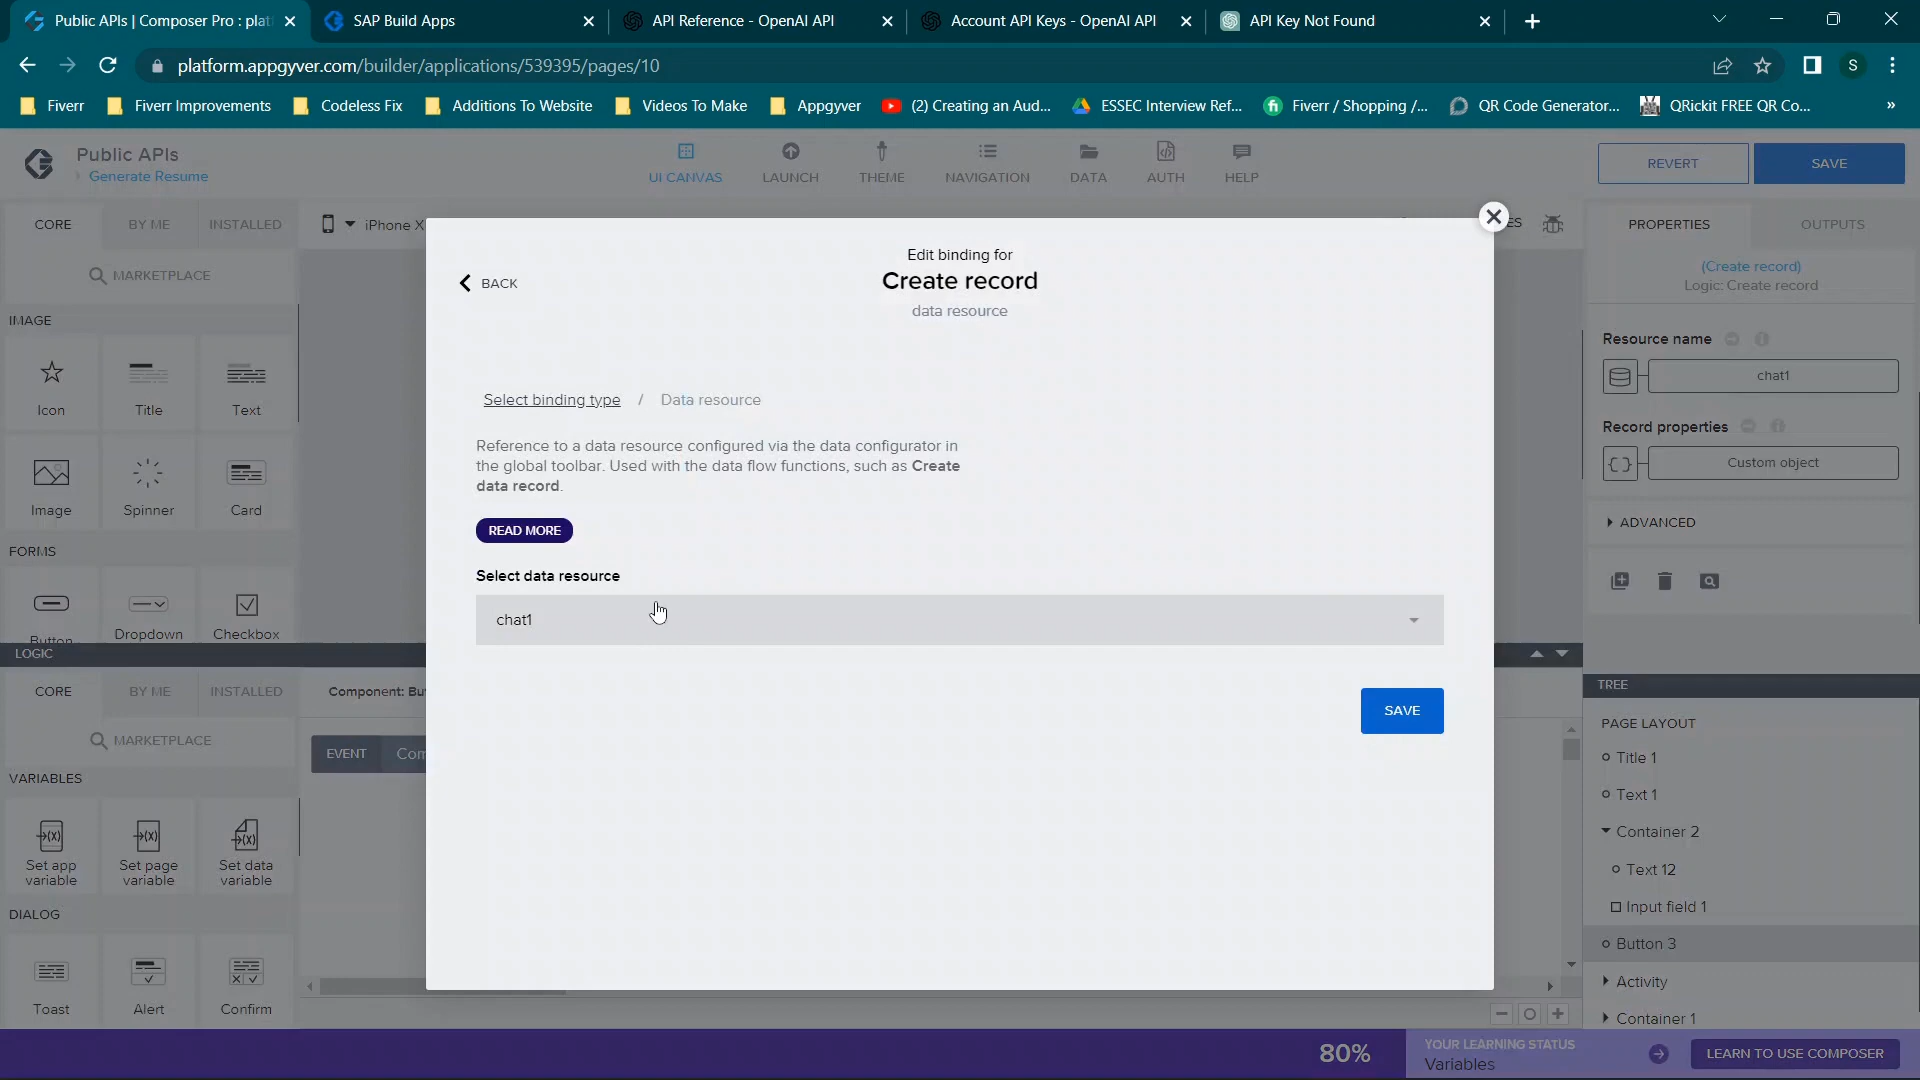 Public APIs | Composer Pro : plat
SAP Build Apps
API Reference - OpenAI API
Account API Keys - OpenAI API
API Key Not Found
platform.appgyver.com/builder/applications/539395/pages/10
S
Fiverr
Fiverr Improvements
Codeless Fix
Additions To Website
Videos To Make
Appgyver
(2) Creating an Aud...
ESSEC Interview Ref...
Fiverr / Shopping /...
QR Code Generator...
QRickit FREE QR Co...
»
Public APIs
Generate Resume
UI CANVAS
LAUNCH
THEME
NAVIGATION
DATA
AUTH
HELP
REVERT
SAVE
CORE
BY ME
INSTALLED
iPhone X
ES
PROPERTIES
OUTPUTS
MARKETPLACE
IMAGE
Icon
Title
Text
Image
Spinner
Card
FORMS
Button
Dropdown
Checkbox
Edit binding for
BACK
Create record
data resource
Select binding type / Data resource
Reference to a data resource configured via the data configurator in
the global toolbar. Used with the data flow functions, such as Create
data record.
READ MORE
Select data resource
chat1
SAVE
(Create record)
Logic: Create record
Resource name
chat1
Record properties
Custom object
ADVANCED
LOGIC
CORE
BY ME
INSTALLED
Component: Bu
MARKETPLACE
EVENT
Com
VARIABLES
Set app
variable
Set page
variable
Set data
variable
DIALOG
Toast
Alert
Confirm
TREE
PAGE LAYOUT
Title 1
Text 1
Container 2
Text 12
Input field 1
Button 3
Activity
Container 1
80%
YOUR LEARNING STATUS
Variables
LEARN TO USE COMPOSER